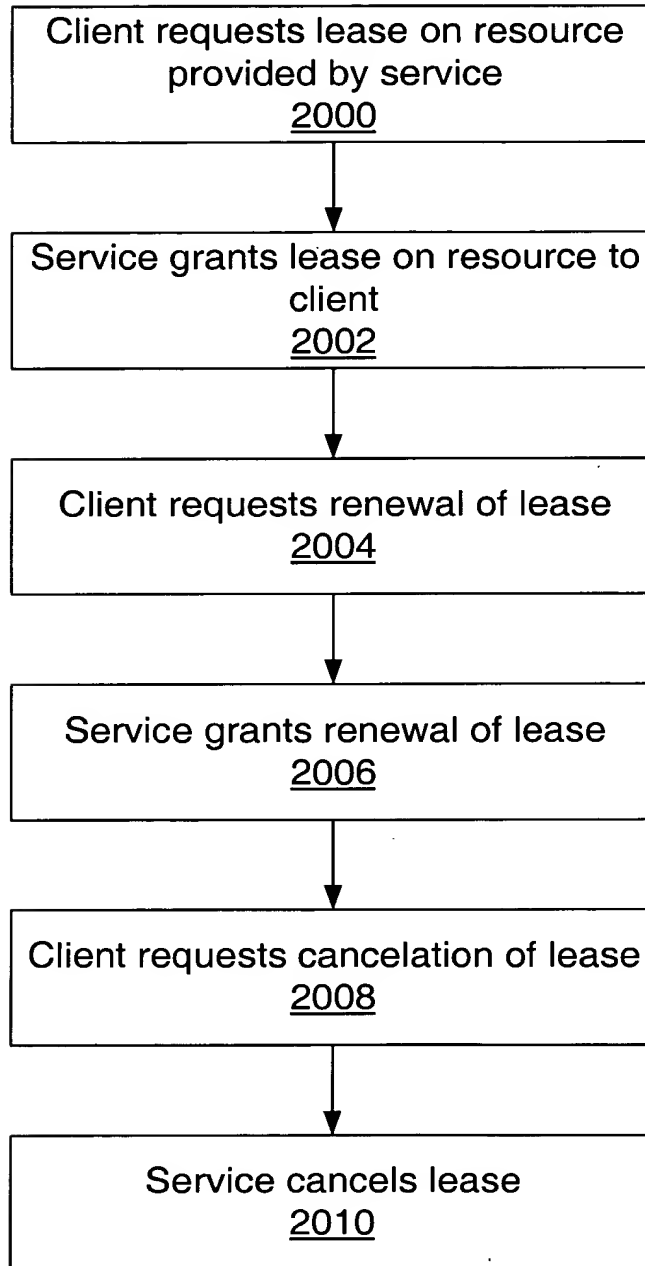 Client requests lease on resource
provided by service
2000
Service grants lease on resource to
client
2002
Client requests renewal of lease
2004
Service grants renewal of lease
2006
Client requests cancelation of lease
2008
Service cancels lease
2010